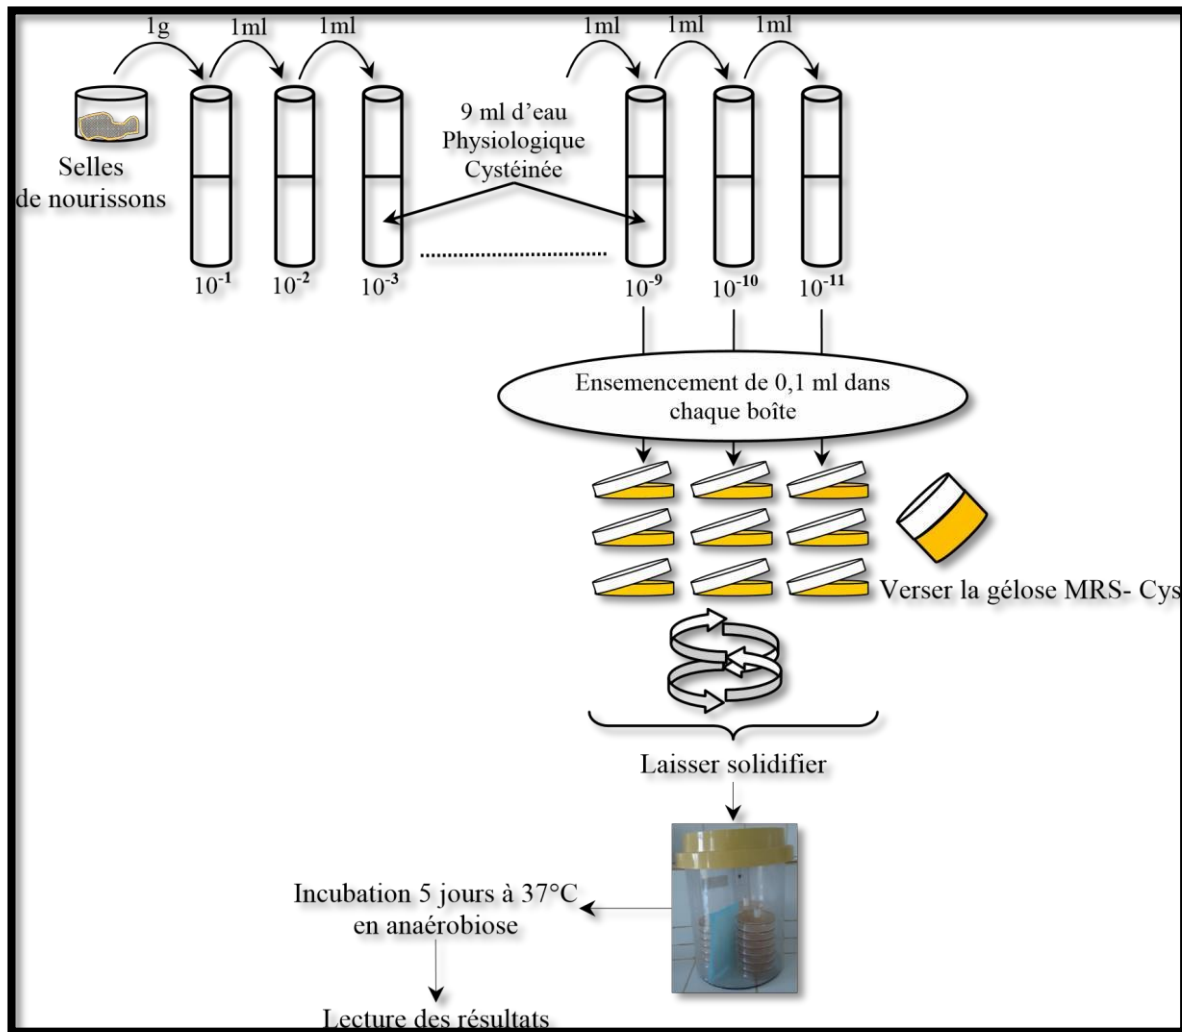 1g
1ml
1ml
1ml
1ml
1ml
9 ml d’eau
Physiologique
Cystéinée
Selles
de nourissons
10⁻¹
10⁻²
10⁻³
10⁻⁹
10⁻¹⁰
10⁻¹¹
Ensemencement de 0,1 ml dans
chaque boîte
Verser la gélose MRS- Cys
Laisser solidifier
Incubation 5 jours à 37°C
en anaérobiose
Lecture des résultats